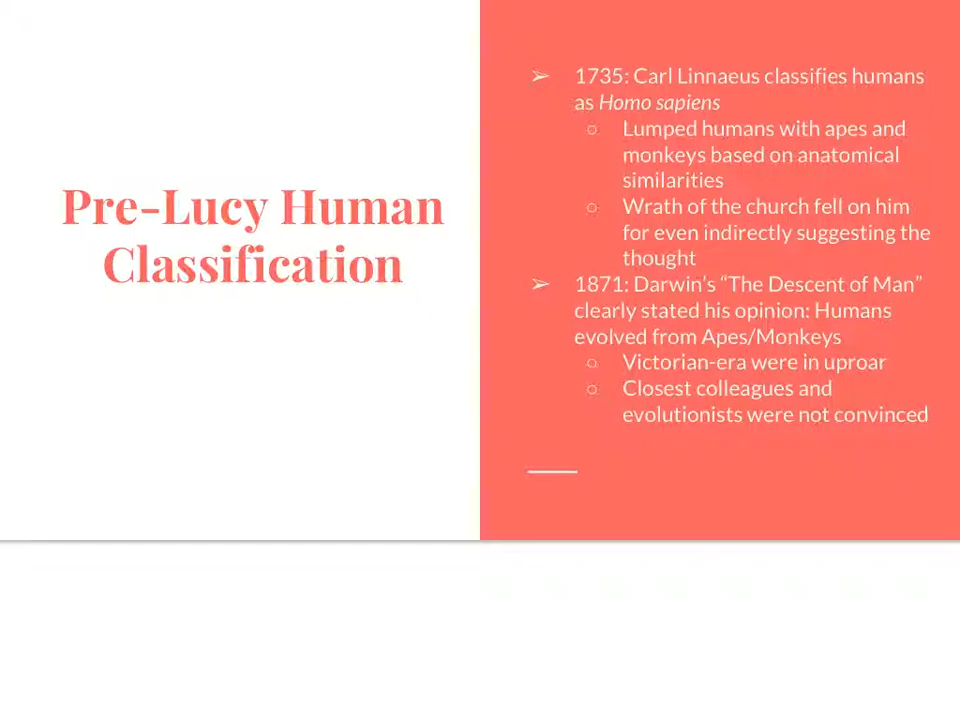 Pre-Lucy Human
Classification
➢ 1735: Carl Linnaeus classifies humans
as Homo sapiens
○ Lumped humans with apes and
monkeys based on anatomical
similarities
○ Wrath of the church fell on him
for even indirectly suggesting the
thought
➢ 1871: Darwin's “The Descent of Man”
clearly stated his opinion: Humans
evolved from Apes/Monkeys
○ Victorian-era were in uproar
○ Closest colleagues and
evolutionists were not convinced